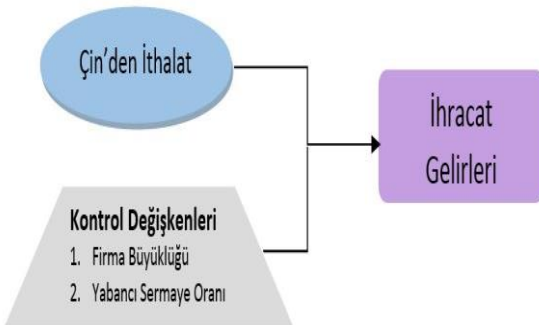 Çin’den İthalat
İhracat
Gelirleri
Kontrol Değişkenleri
1. Firma Büyüklüğü
2. Yabancı Sermaye Oranı